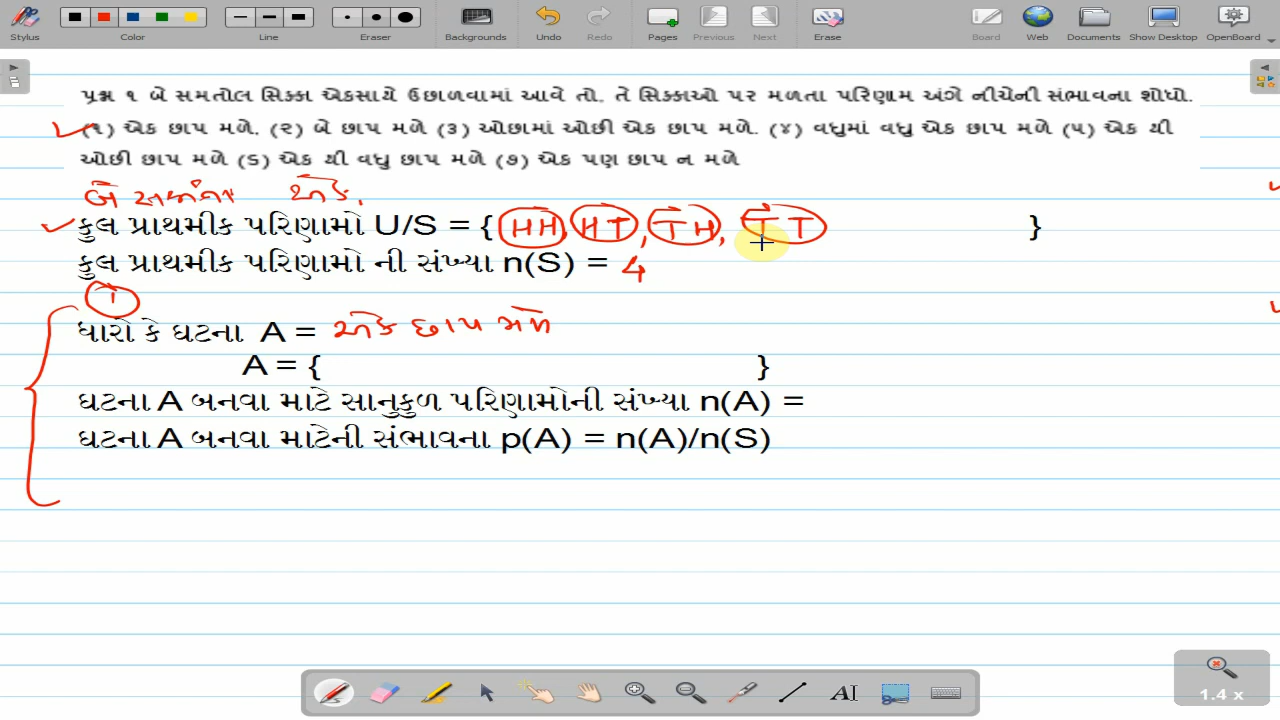 Stylus Color Line Eraser Backgrounds Undo Redo Pages Previous Next Erase Board Web Documents Show Desktop OpenBoard
પ્રશ્ન ૧ બે સમતોલ સિક્કા એકસાથે ઉછાળવામાં આવે તો, તે સિક્કાઓ પર મળતા પરિણામ અંગે નીચેની સંભાવના શોધો.
(૧) એક છાપ મળે. (૨) બે છાપ મળે (૩) ઓછામાં ઓછી એક છાપ મળે. (૪) વધુમાં વધુ એક છાપ મળે (૫) એક થી
ઓછી છાપ મળે (૬) એક થી વધુ છાપ મળે (૭) એક પણ છાપ ન મળે
બે
કુલ પ્રાથમીક પરિણામો U/S = { HH, HT, TH, TT }
કુલ પ્રાથમીક પરિણામો ની સંખ્યા n(S) = 4
1
ધારો કે ઘટના A = એક છાપ મળે
A = { }
ઘટના A બનવા માટે સાનુકુળ પરિણામોની સંખ્યા n(A) =
ઘટના A બનવા માટેની સંભાવના p(A) = n(A)/n(S)
1.4 x